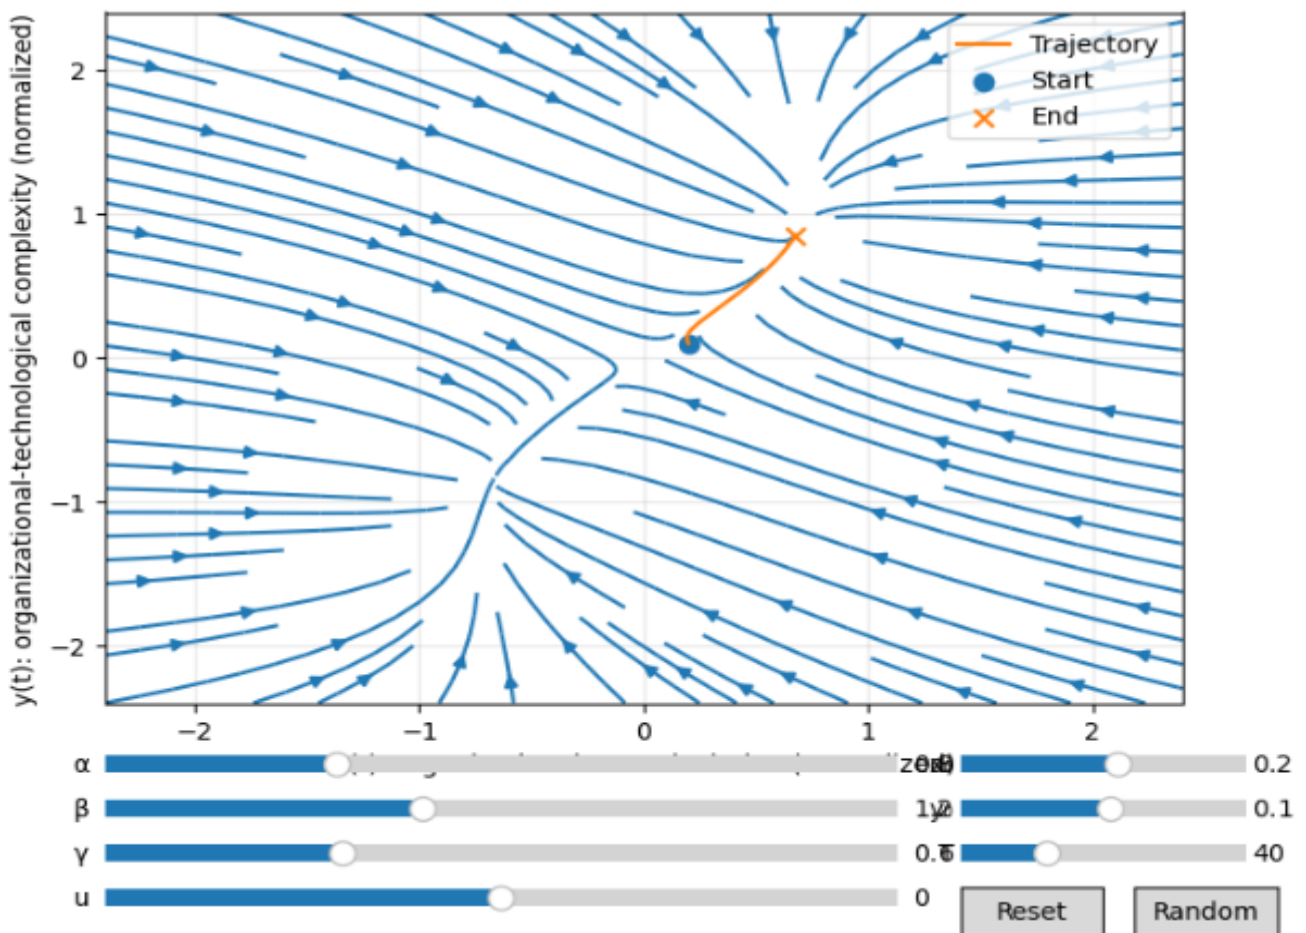 y(t): organizational-technological complexity (normalized)
2
1
0
−1
−2
Trajectory
Start
End
−2 −1 0 1 2
α
β
γ
u 0
0.2
0.1
40
Reset Random